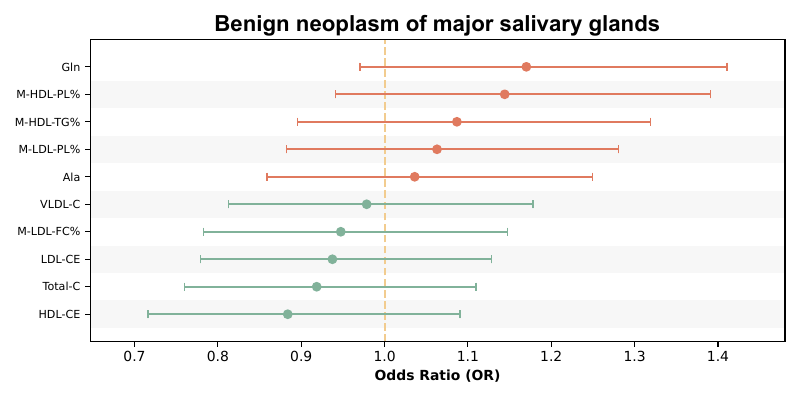 Benign neoplasm of major salivary glands
Gln
M-HDL-PL%
M-HDL-TG%
M-LDL-PL%
Ala
VLDL-C
M-LDL-FC%
LDL-CE
Total-C
HDL-CE
0.7 0.8 0.9 1.0 1.1 1.2 1.3 1.4
Odds Ratio (OR)